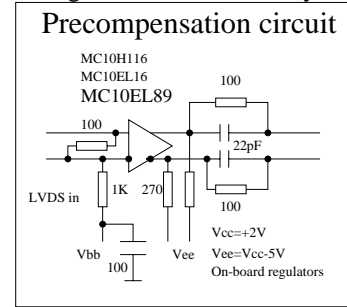 Precompensation circuit
MC10H116
MC10EL16
MC10EL89
100
100
22pF
LVDS in
1K
270
100
Vbb
100
Vee
Vcc=+2V
Vee=Vcc-5V
On-board regulators